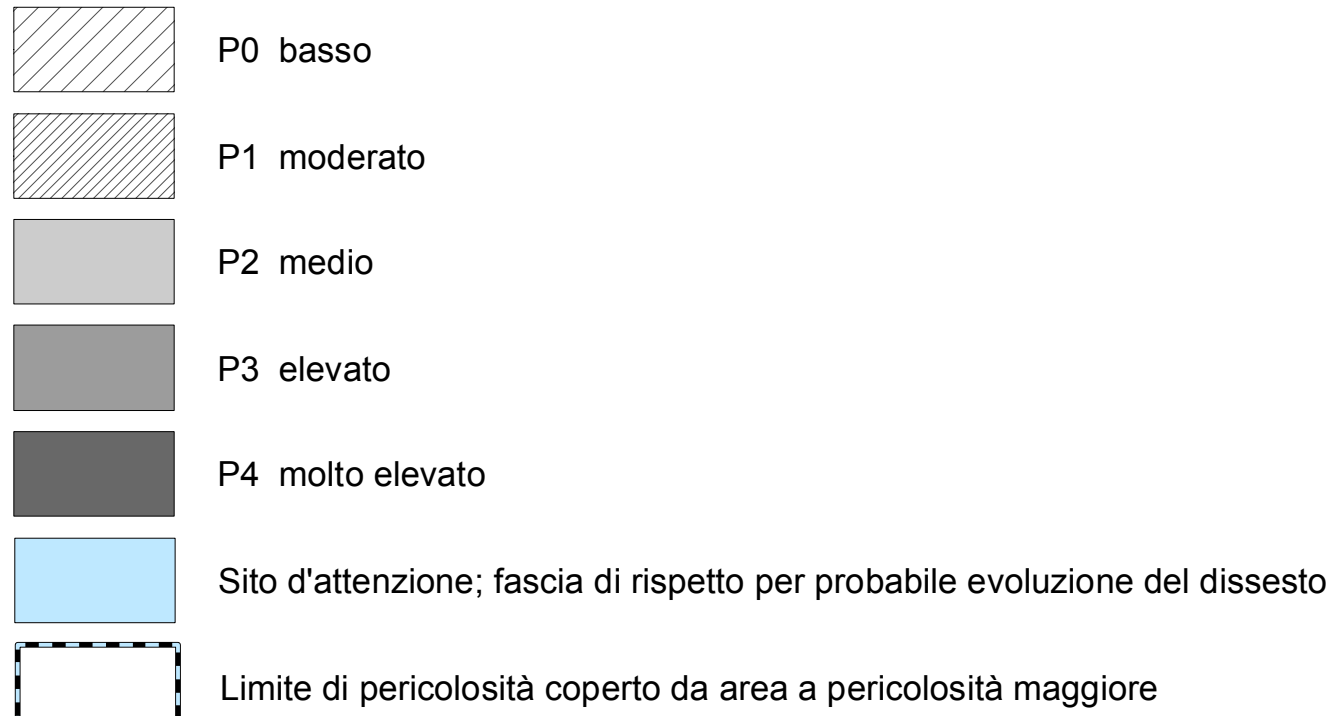 P0 basso
P1 moderato
P2 medio
P3 elevato
P4 molto elevato
Sito d'attenzione; fascia di rispetto per probabile evoluzione del dissesto
Limite di pericolosità coperto da area a pericolosità maggiore